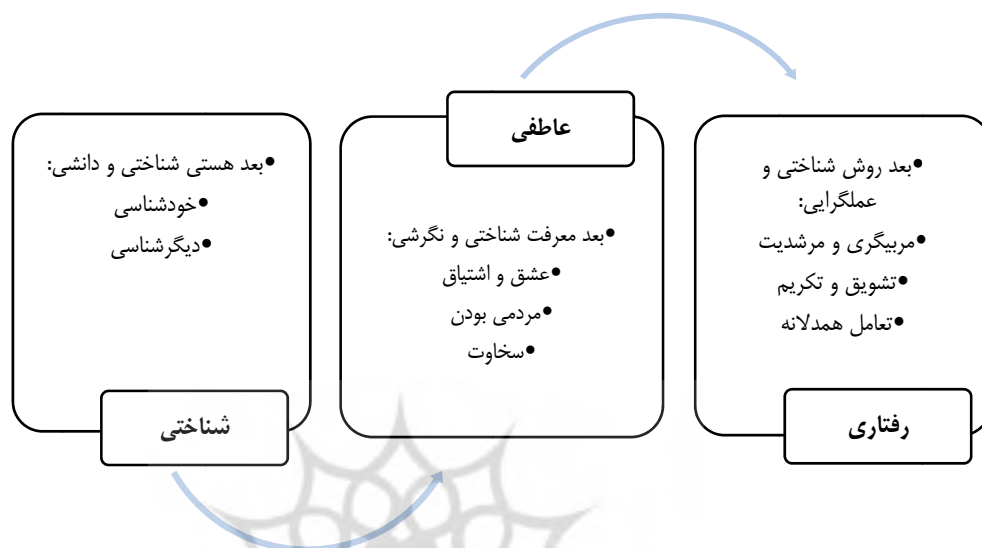 شناختی
•بعد هستی شناختی و دانشی:
•خودشناسی
•دیگرشناسی
عاطفی
•بعد معرفت شناختی و نگرشی:
•عشق و اشتیاق
•مردمی بودن
•سخاوت
رفتاری
•بعد روش شناختی و
عملگرایی:
•مربیگری و مرشدیت
•تشویق و تکریم
•تعامل همدلانه